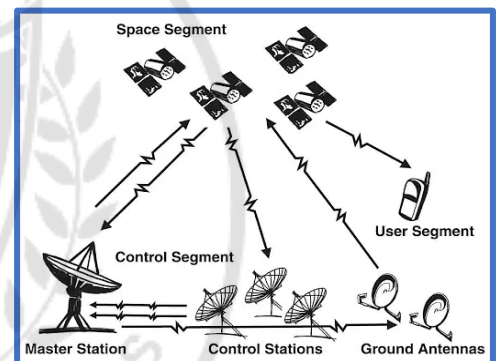 Space Segment
User Segment
Control Segment
Master Station
Control Stations
Ground Antennas